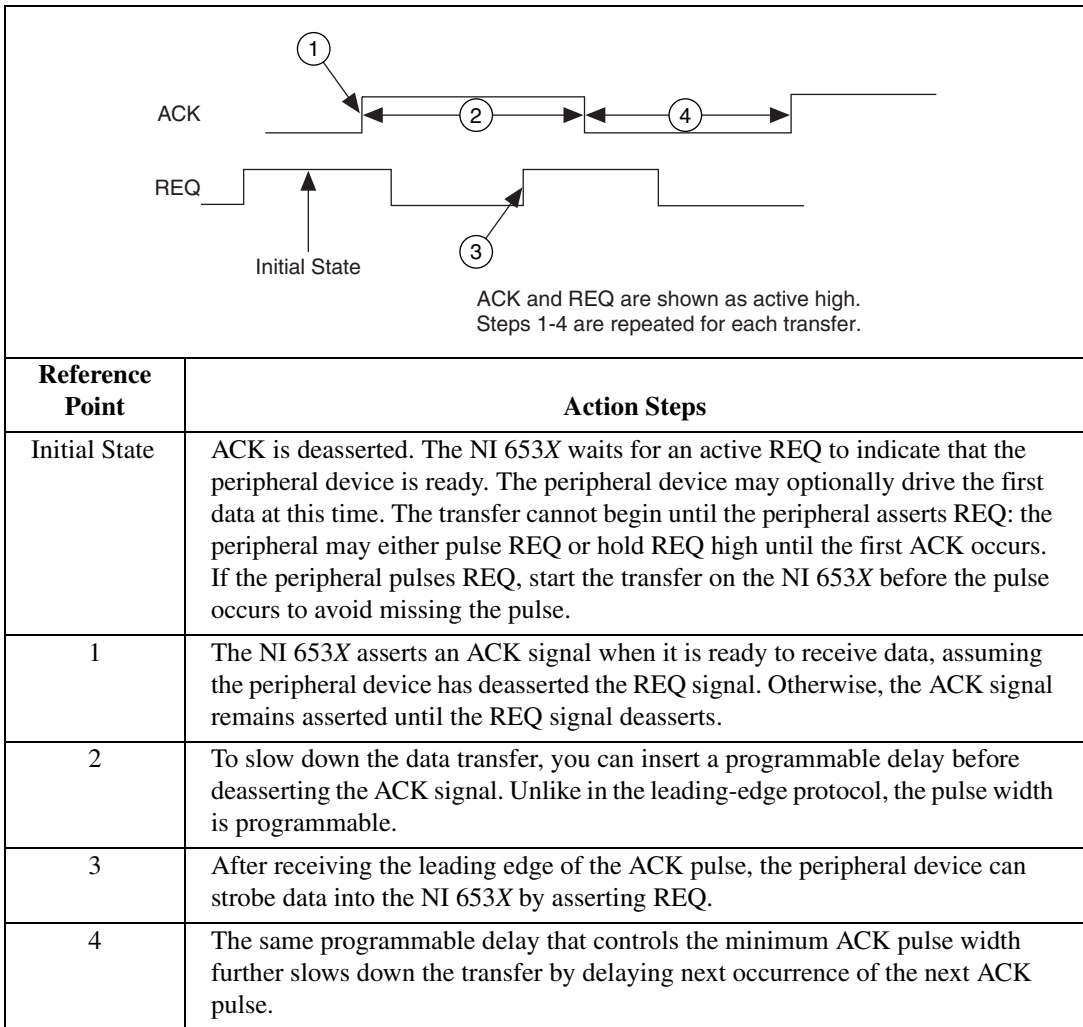 1
ACK
2
4
REQ
3
Initial State
ACK and REQ are shown as active high.
Steps 1-4 are repeated for each transfer.
Reference
Point
Action Steps
Initial State
ACK is deasserted. The NI 653X waits for an active REQ to indicate that the
peripheral device is ready. The peripheral device may optionally drive the first
data at this time. The transfer cannot begin until the peripheral asserts REQ: the
peripheral may either pulse REQ or hold REQ high until the first ACK occurs.
If the peripheral pulses REQ, start the transfer on the NI 653X before the pulse
occurs to avoid missing the pulse.
1
The NI 653X asserts an ACK signal when it is ready to receive data, assuming
the peripheral device has deasserted the REQ signal. Otherwise, the ACK signal
remains asserted until the REQ signal deasserts.
2
To slow down the data transfer, you can insert a programmable delay before
deasserting the ACK signal. Unlike in the leading-edge protocol, the pulse width
is programmable.
3
After receiving the leading edge of the ACK pulse, the peripheral device can
strobe data into the NI 653X by asserting REQ.
4
The same programmable delay that controls the minimum ACK pulse width
further slows down the transfer by delaying next occurrence of the next ACK
pulse.